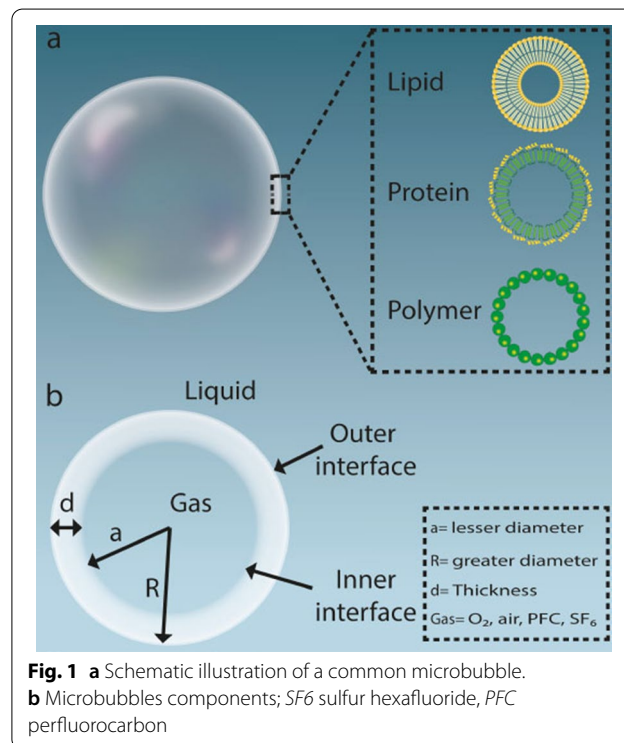 a
Lipid
Protein
Polymer
b
Liquid
Outer
interface
d
Gas
a
R
Inner
interface
a= lesser diameter
R= greater diameter
d= Thickness
Gas= O₂, air, PFC, SF₆
Fig. 1 a Schematic illustration of a common microbubble.
b Microbubbles components; SF6 sulfur hexafluoride, PFC
perfluorocarbon